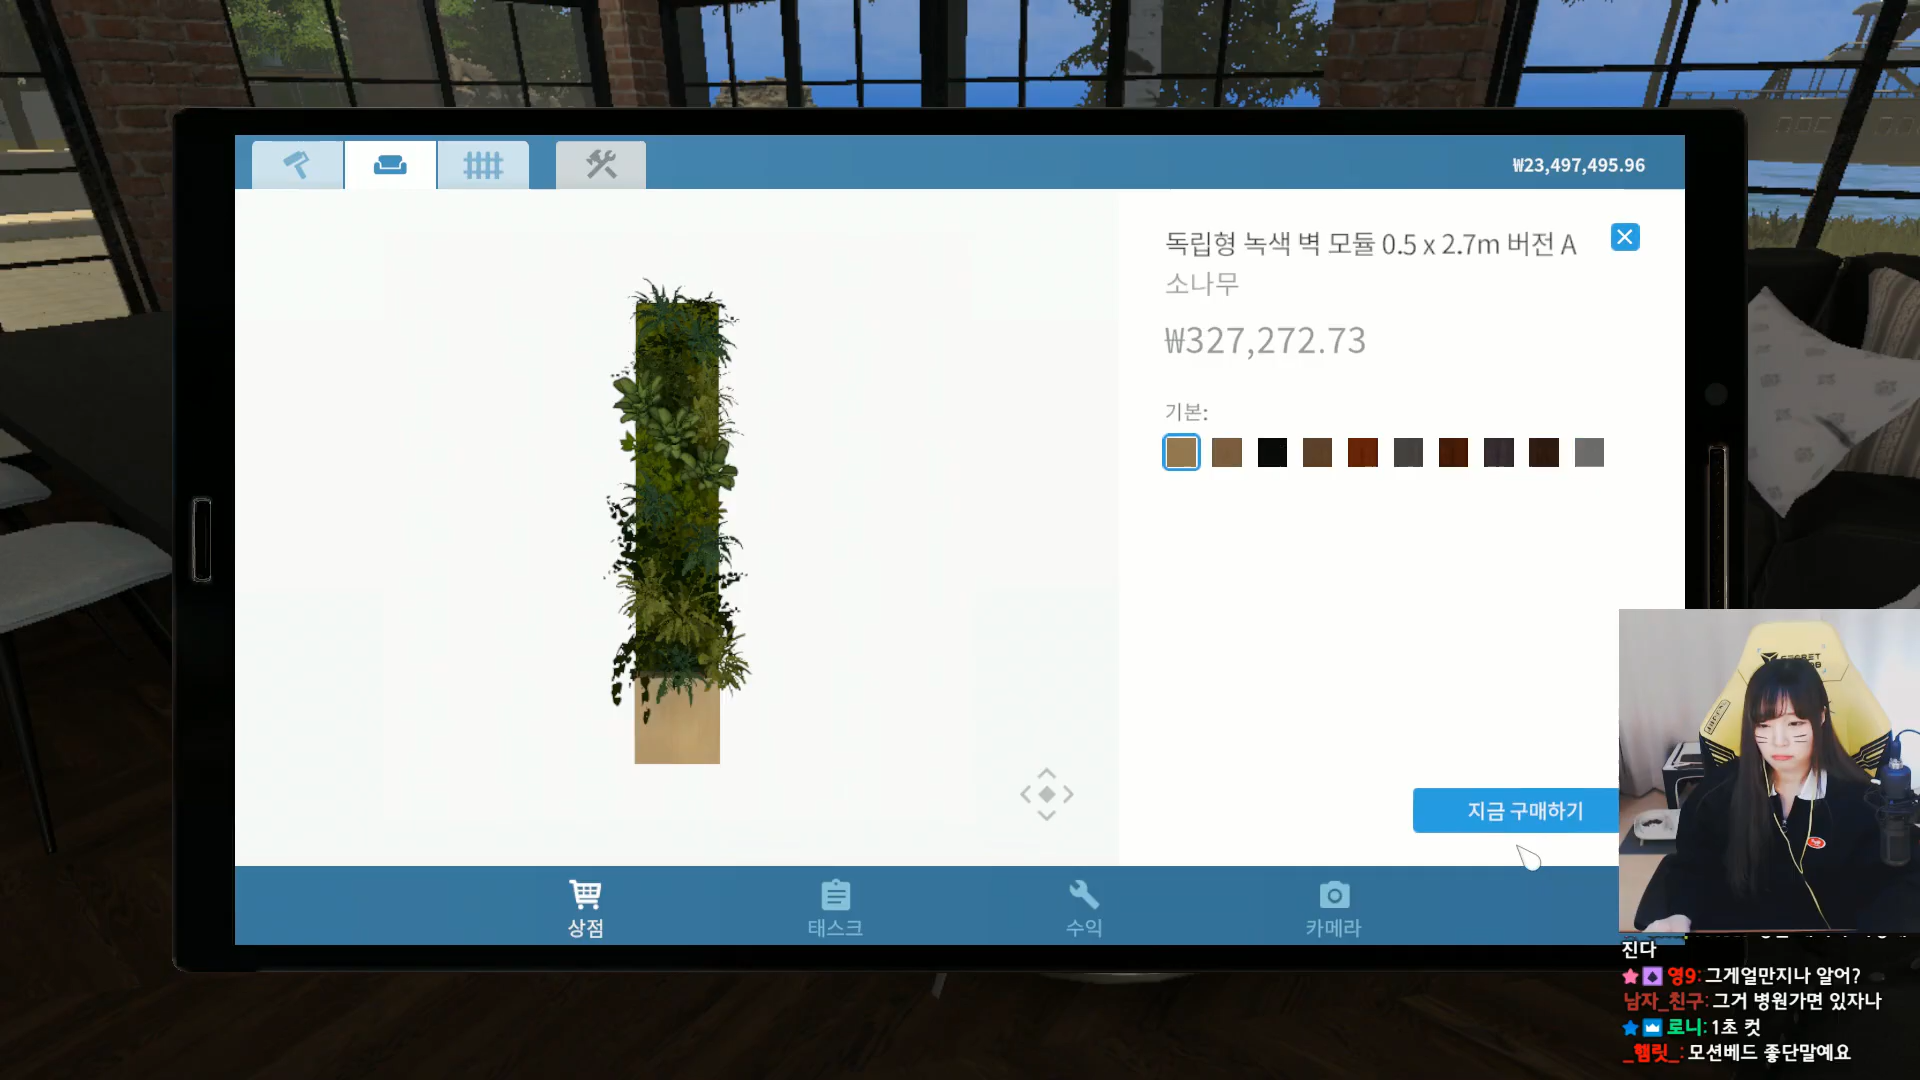 ₩23,497,495.96
독립형 녹색 벽 모듈 0.5 x 2.7m 버전 A
소나무
₩327,272.73
기본:
지금 구매하기
상점
태스크
수익
카메라
SECRET
진다
영9: 그게얼만지나 알어?
남자_친구: 그거 병원가면 있자나
로니: 1초 컷
_햄릿_: 모션베드 좋단말예요